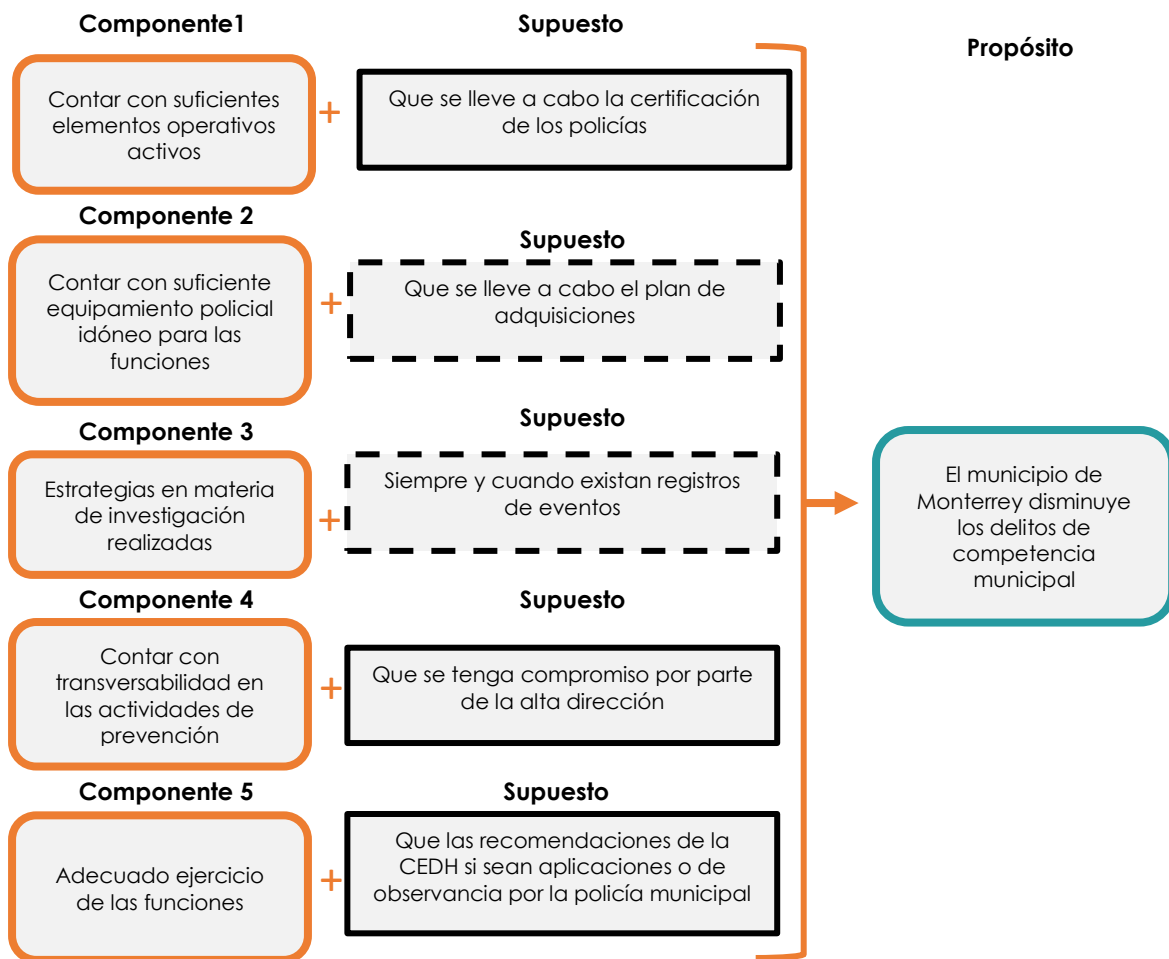 Componente1
Supuesto
Propósito
Contar con suficientes
elementos operativos
activos
+
Que se lleve a cabo la certificación
de los policías
Componente 2
Supuesto
Contar con suficiente
equipamiento policial
idóneo para las
funciones
+
Que se lleve a cabo el plan de
adquisiciones
Componente 3
Supuesto
Estrategias en materia
de investigación
realizadas
+
Siempre y cuando existan registros
de eventos
El municipio de
Monterrey disminuye
los delitos de
competencia
municipal
Componente 4
Supuesto
Contar con
transversabilidad en
las actividades de
prevención
+
Que se tenga compromiso por parte
de la alta dirección
Componente 5
Supuesto
Adecuado ejercicio
de las funciones
+
Que las recomendaciones de la
CEDH si sean aplicaciones o de
observancia por la policía municipal